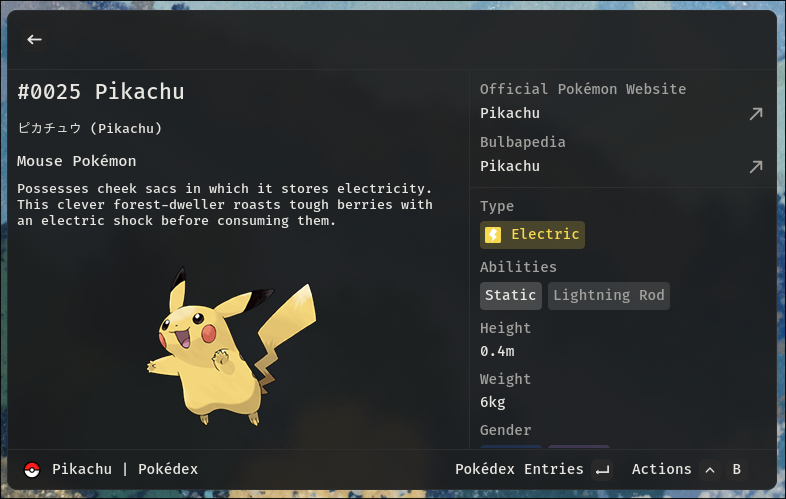 #0025 Pikachu
ピカチュウ (Pikachu)
Mouse Pokémon
Possesses cheek sacs in which it stores electricity.
This clever forest-dweller roasts tough berries with
an electric shock before consuming them.
Official Pokémon Website
Pikachu
Bulbapedia
Pikachu
Type
Electric
Abilities
Static Lightning Rod
Height
0.4m
Weight
6kg
Gender
Pikachu | Pokédex
Pokédex Entries Actions B